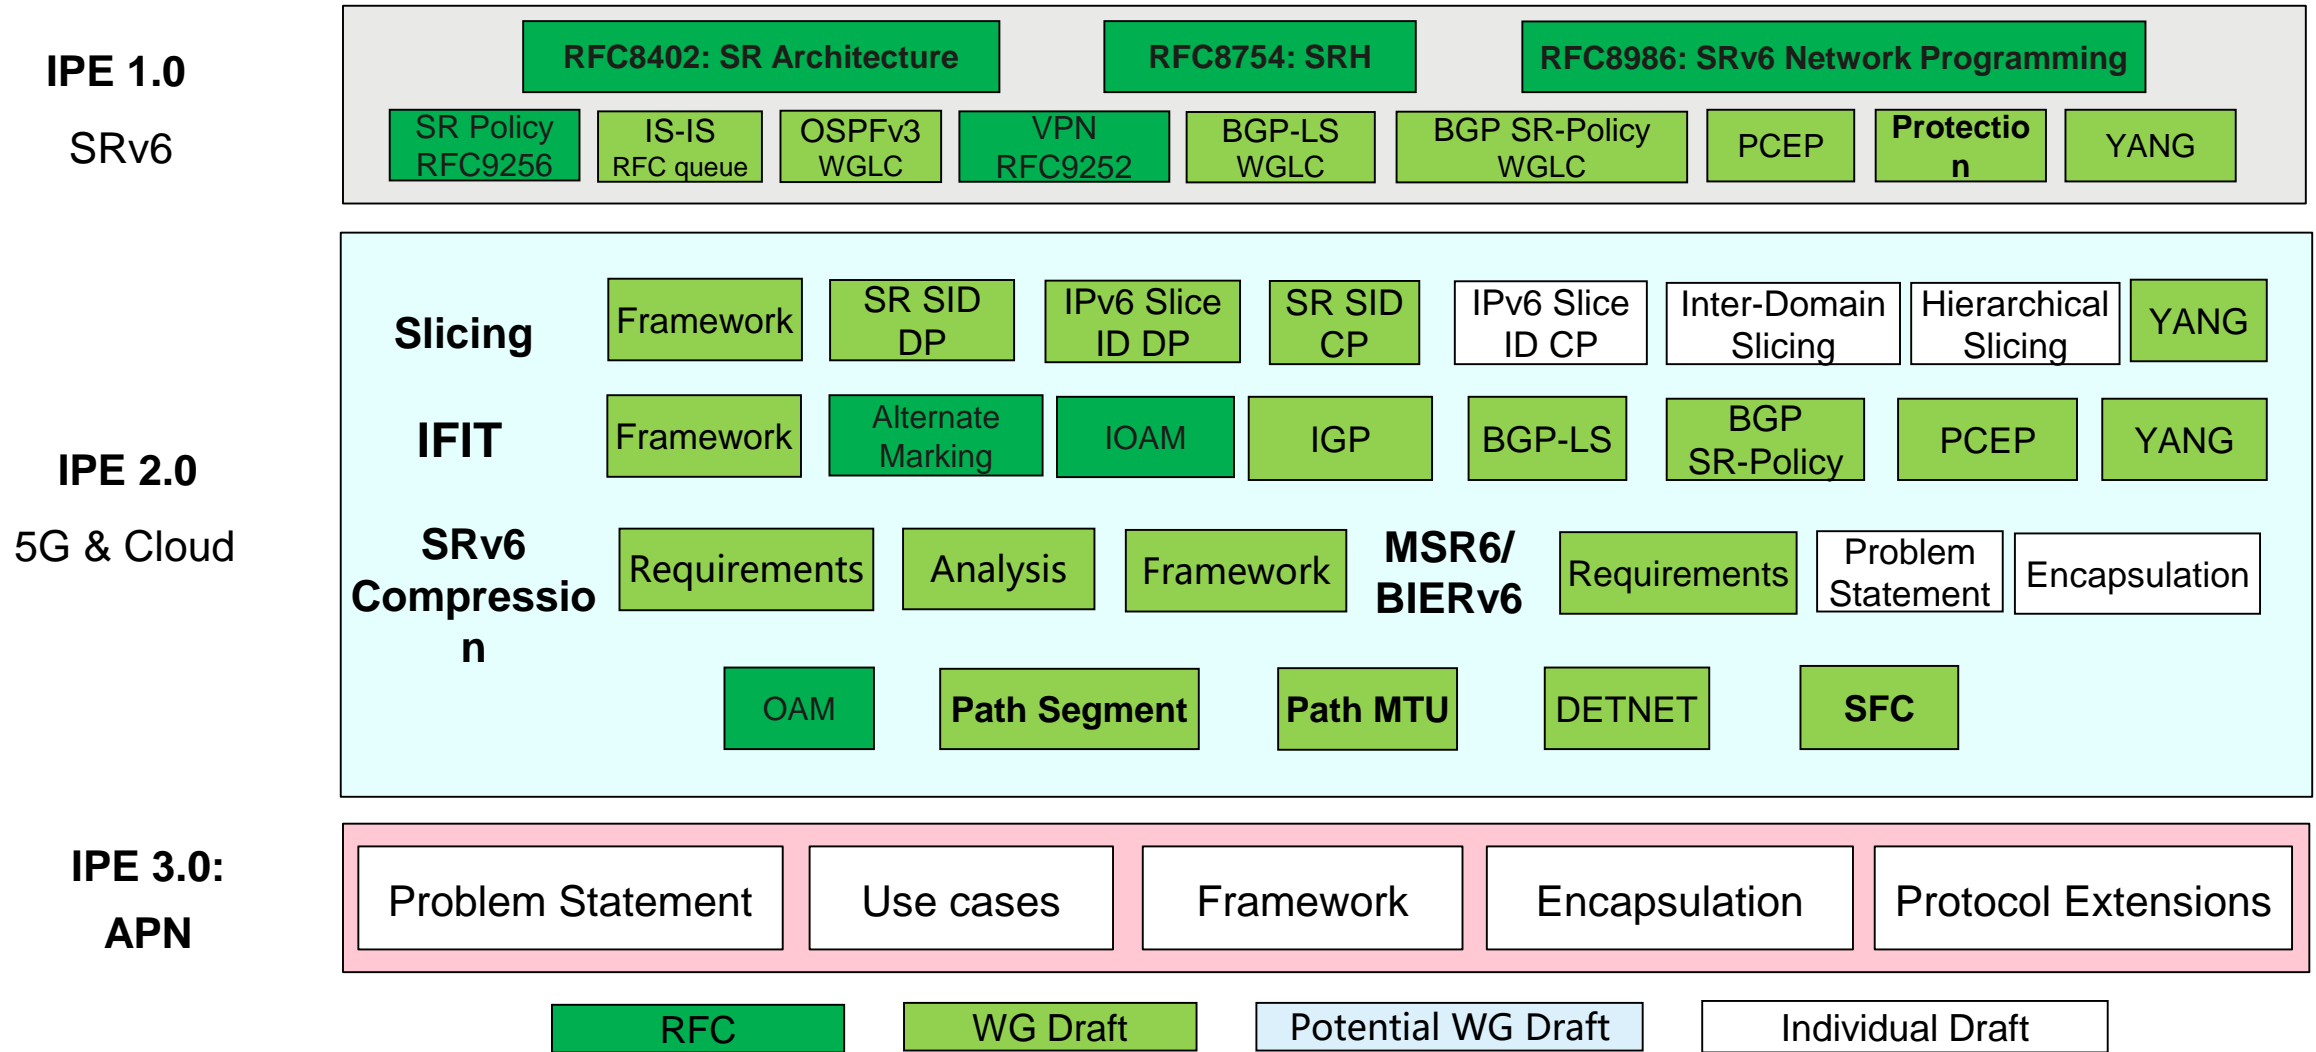 IPE 1.0
SRv6
RFC8402: SR Architecture
RFC8754: SRH
RFC8986: SRv6 Network Programming
SR Policy
RFC9256
IS-IS
RFC queue
OSPFv3
WGLC
VPN
RFC9252
BGP-LS
WGLC
BGP SR-Policy
WGLC
PCEP
Protectio
n
YANG
IPE 2.0
5G & Cloud
Slicing
Framework
SR SID
DP
IPv6 Slice
ID DP
SR SID
CP
IPv6 Slice
ID CP
Inter-Domain
Slicing
Hierarchical
Slicing
YANG
IFIT
Framework
Alternate
Marking
IOAM
IGP
BGP-LS
BGP
SR-Policy
PCEP
YANG
SRv6
Compressio
n
Requirements
Analysis
Framework
MSR6/
BIERv6
Requirements
Problem
Statement
Encapsulation
OAM
Path Segment
Path MTU
DETNET
SFC
IPE 3.0:
APN
Problem Statement
Use cases
Framework
Encapsulation
Protocol Extensions
RFC
WG Draft
Potential WG Draft
Individual Draft